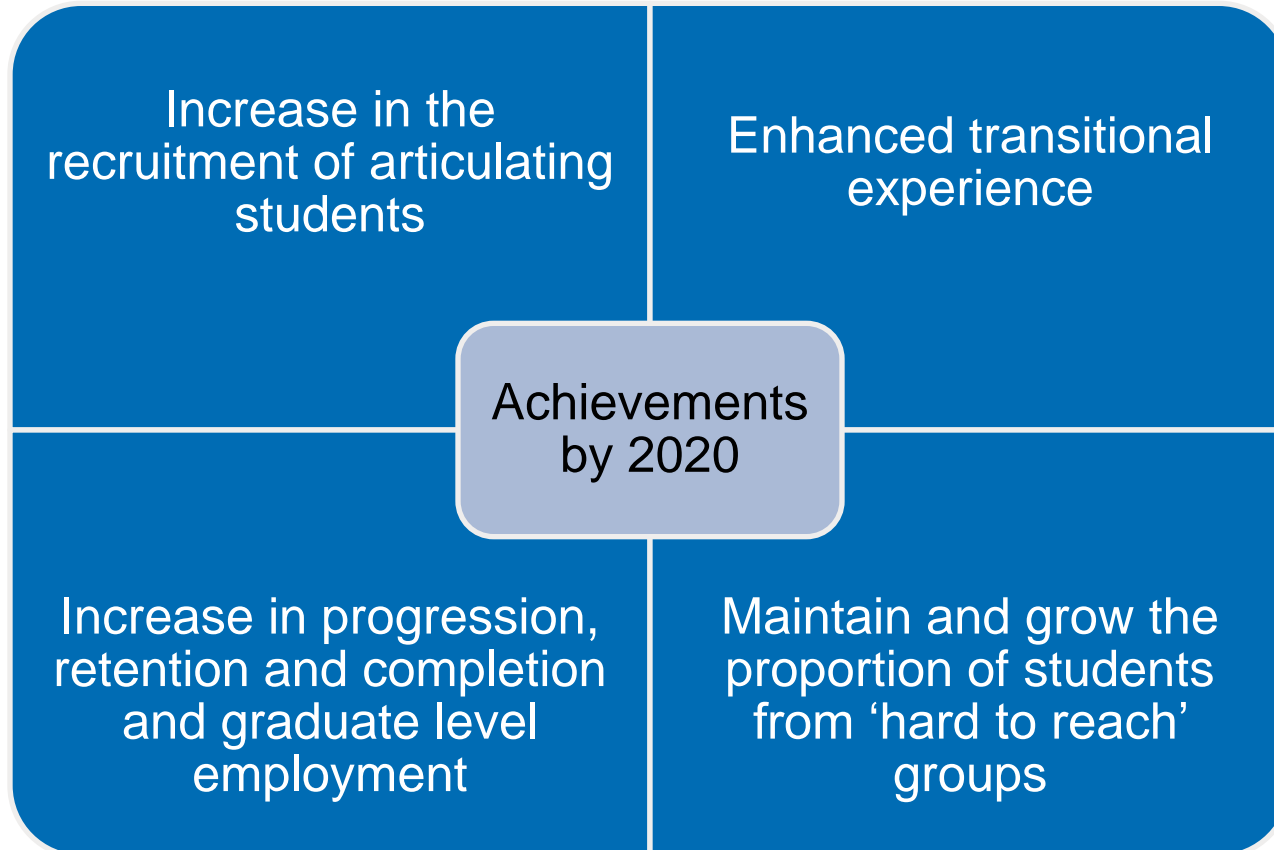 Increase in the
recruitment of articulating
students
Enhanced transitional
experience
Achievements
by 2020
Increase in progression,
retention and completion
and graduate level
employment
Maintain and grow the
proportion of students
from ‘hard to reach’
groups